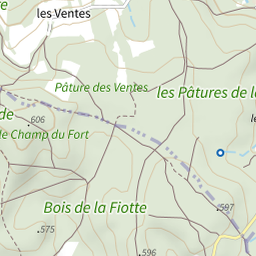 les Ventes
Pâture des Ventes
les Pâtures de l
606
de
le Champ du Fort
Bois de la Fiotte
597
575
596